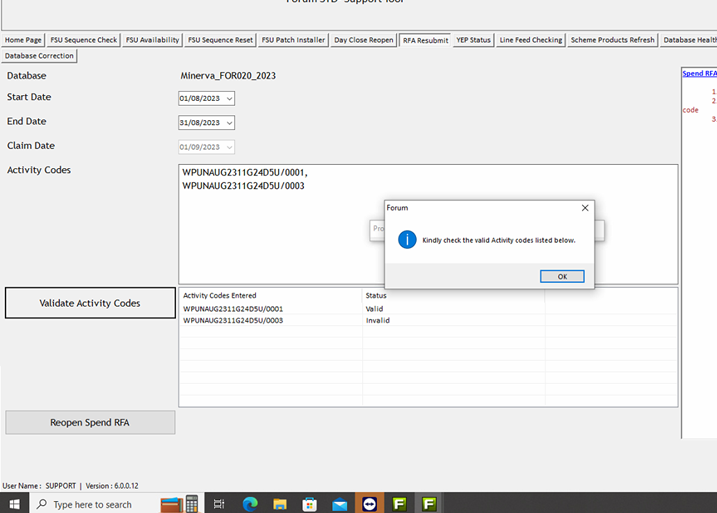 Forum STD Support Tool
Home Page FSU Sequence Check FSU Availability FSU Sequence Reset FSU Patch Installer Day Close Reopen RFA Resubmit YEP Status Line Feed Checking Scheme Products Refresh Database Healt
Database Correction
Database Minerva_FOR020_2023
Start Date 01/08/2023
End Date 31/08/2023
Claim Date 01/09/2023
Activity Codes
WPUNAUG2311G24D5U/0001,
WPUNAUG2311G24D5U/0003
Spend RFA
1.
2.
code
3.
Forum
Pro
Kindly check the valid Activity codes listed below.
OK
Validate Activity Codes
Activity Codes Entered Status
WPUNAUG2311G24D5U/0001 Valid
WPUNAUG2311G24D5U/0003 Invalid
Reopen Spend RFA
User Name : SUPPORT | Version : 6.0.0.12
Type here to search